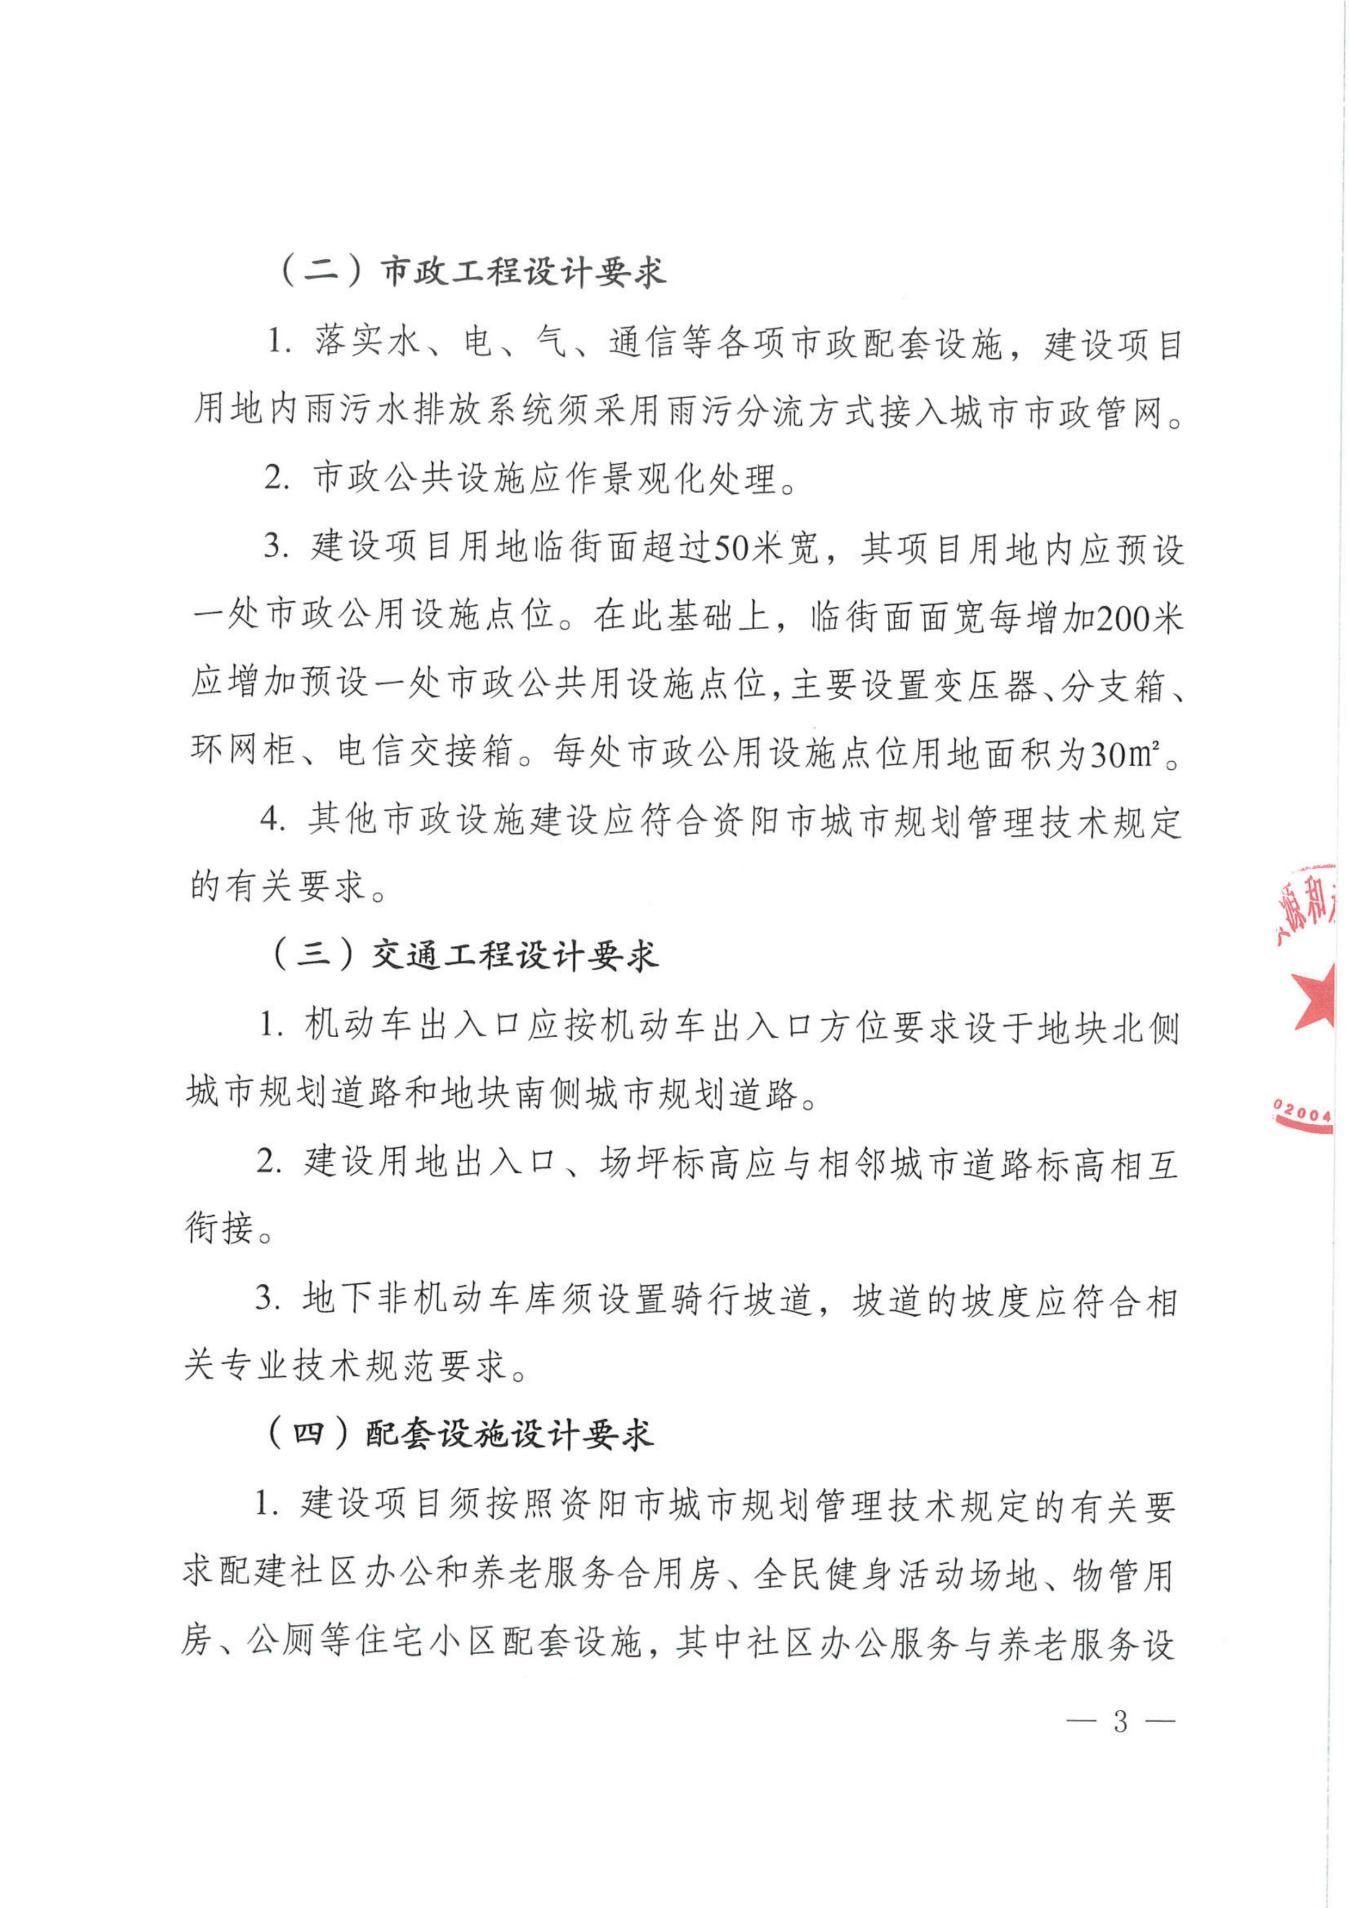 （二）市政工程设计要求
1. 落实水、电、气、通信等各项市政配套设施，建设项目
用地内雨污水排放系统须采用雨污分流方式接入城市市政管网。
2. 市政公共设施应作景观化处理。
3. 建设项目用地临街面超过50米宽，其项目用地内应预设
一处市政公用设施点位。在此基础上，临街面面宽每增加200米
应增加预设一处市政公共用设施点位，主要设置变压器、分支箱、
环网柜、电信交接箱。每处市政公用设施点位用地面积为30㎡。
4. 其他市政设施建设应符合资阳市城市规划管理技术规定
的有关要求。
（三）交通工程设计要求
1. 机动车出入口应按机动车出入口方位要求设于地块北侧
城市规划道路和地块南侧城市规划道路。
2. 建设用地出入口、场坪标高应与相邻城市道路标高相互
衔接。
3. 地下非机动车库须设置骑行坡道，坡道的坡度应符合相
关专业技术规范要求。
（四）配套设施设计要求
1. 建设项目须按照资阳市城市规划管理技术规定的有关要
求配建社区办公和养老服务合用房、全民健身活动场地、物管用
房、公厕等住宅小区配套设施，其中社区办公服务与养老服务设
— 3 —
源和
02004